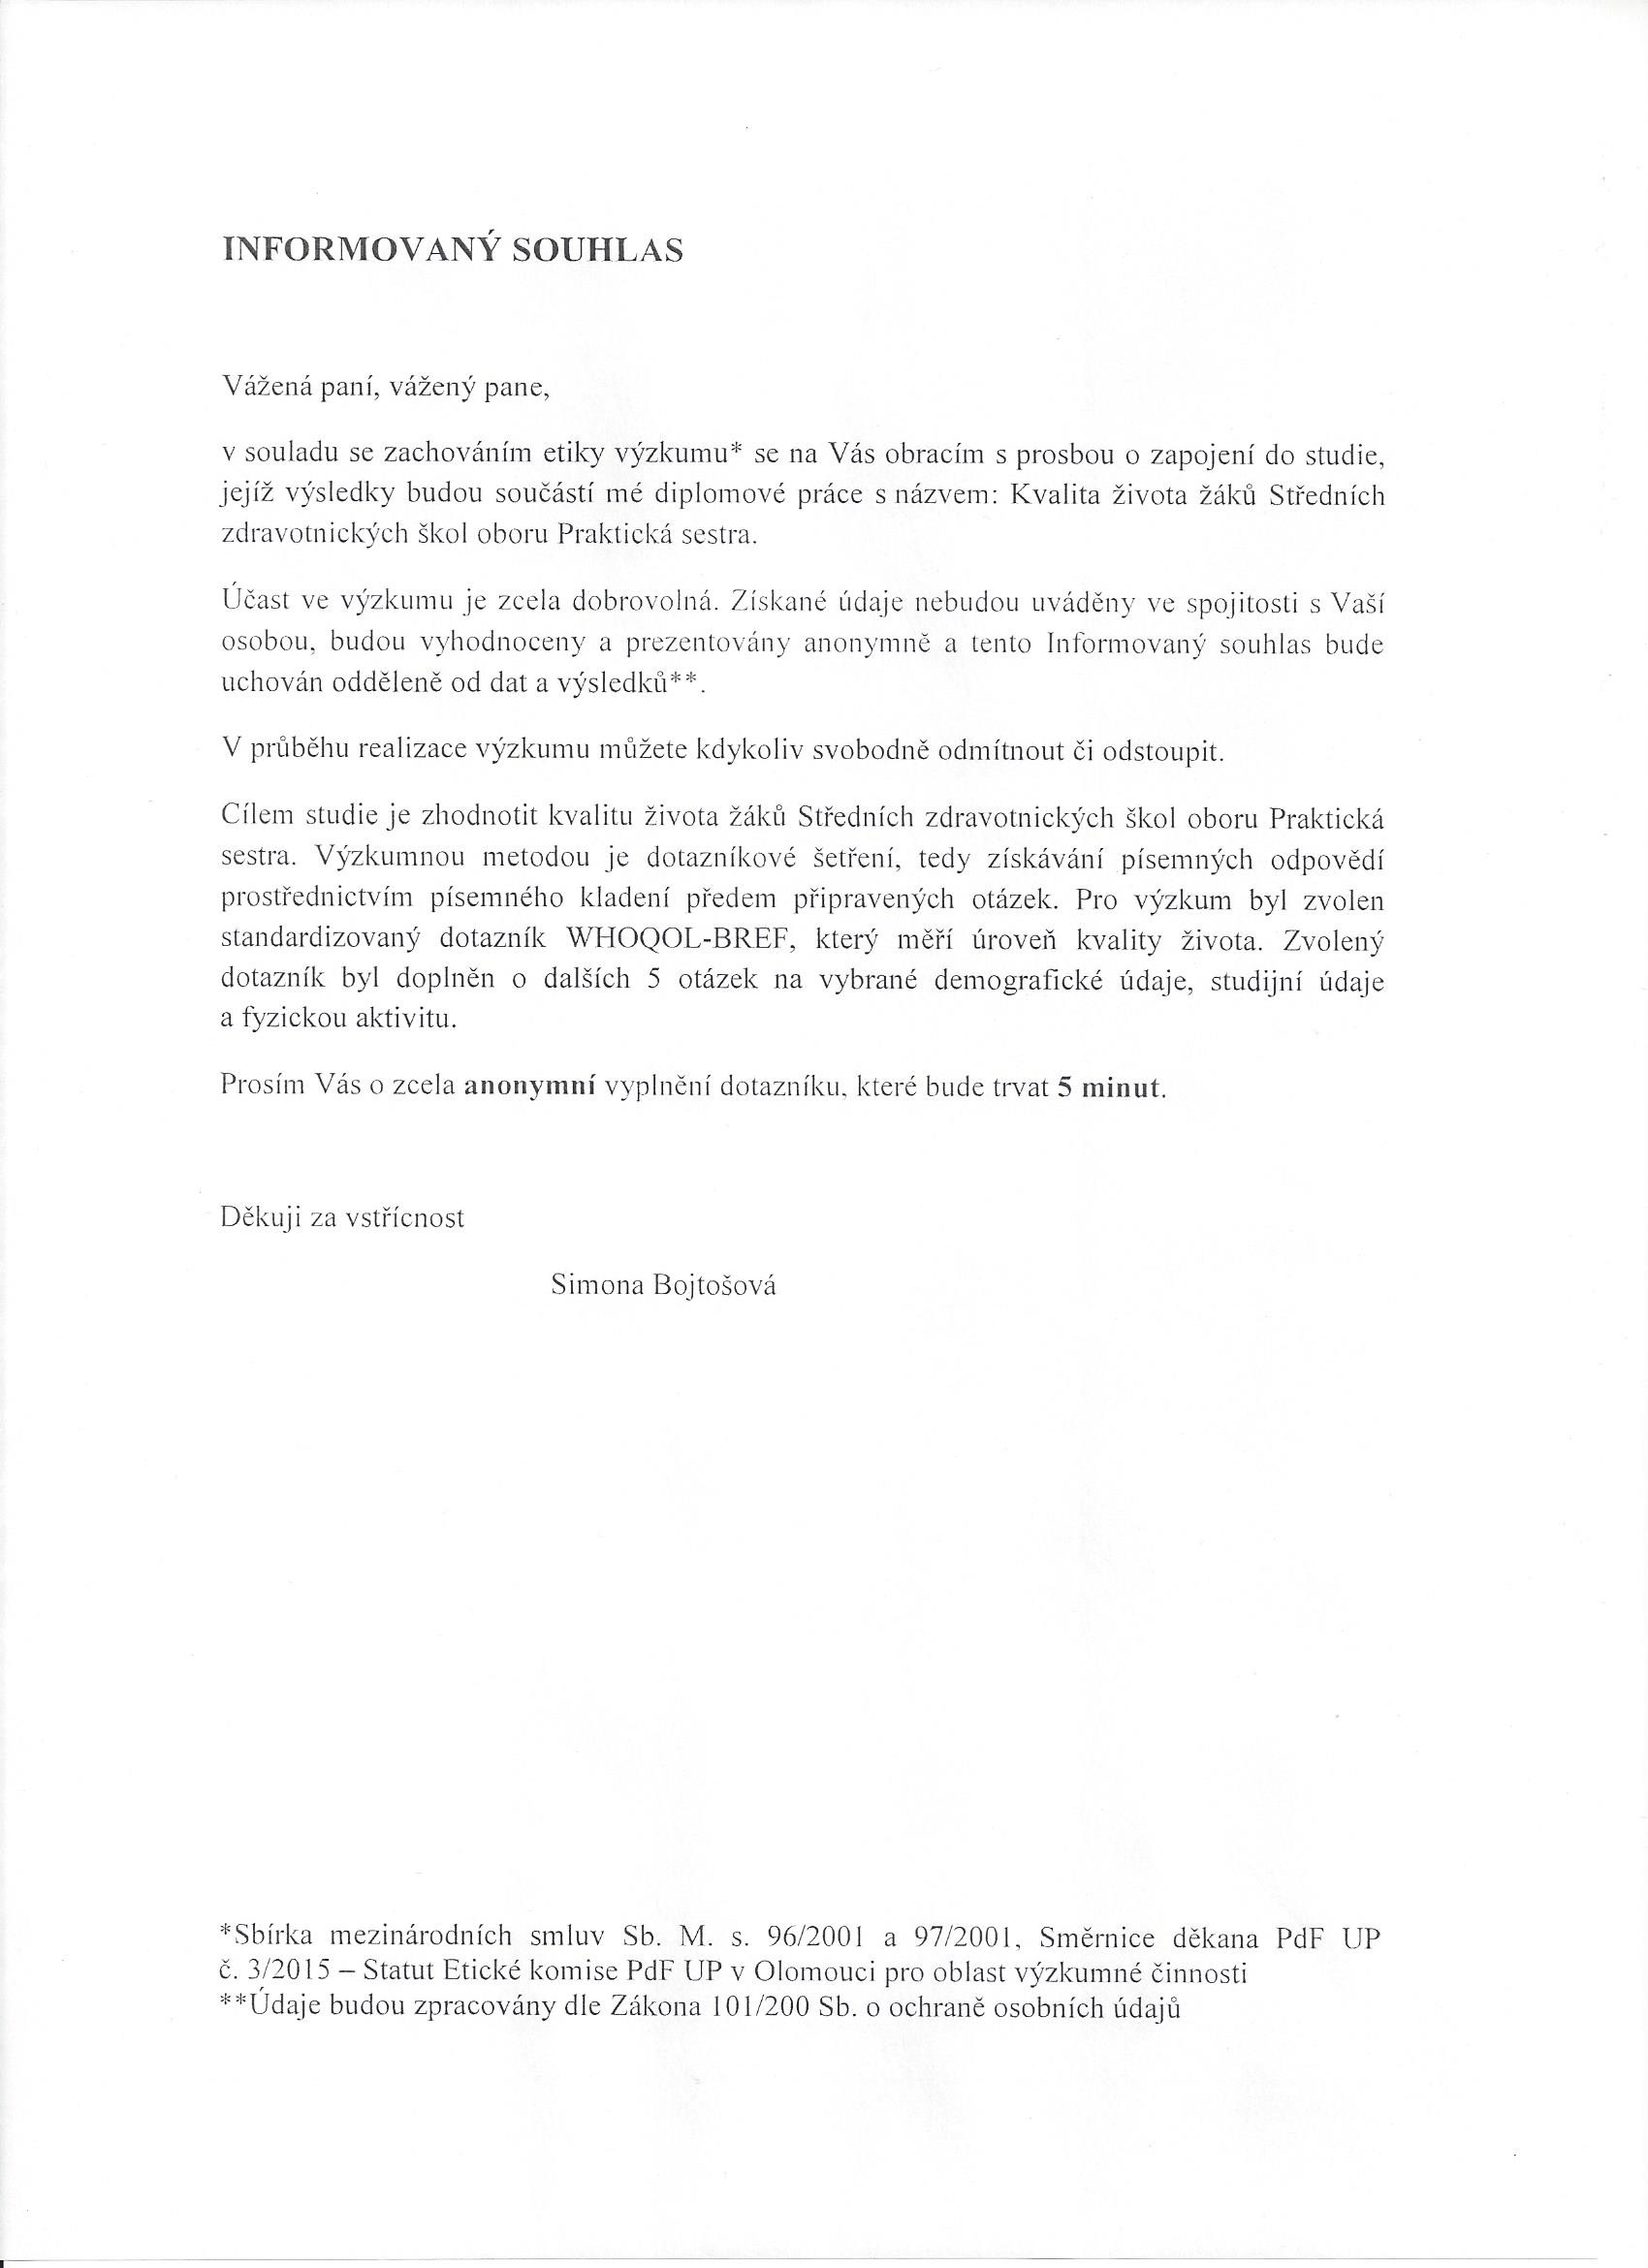 INFORMOVANÝ SOUHLAS
Vážená paní, vážený pane,
v souladu se zachováním etiky výzkumu* se na Vás obracím s prosbou o zapojení do studie,
jejíž výsledky budou součástí mé diplomové práce s názvem: Kvalita života žáků Středních
zdravotnických škol oboru Praktická sestra.
Účast ve výzkumu je zcela dobrovolná. Získané údaje nebudou uváděny ve spojitosti s Vaší
osobou, budou vyhodnoceny a prezentovány anonymně a tento Informovaný souhlas bude
uchován odděleně od dat a výsledků**.
V průběhu realizace výzkumu můžete kdykoliv svobodně odmítnout či odstoupit.
Cílem studie je zhodnotit kvalitu života žáků Středních zdravotnických škol oboru Praktická
sestra. Výzkumnou metodou je dotazníkové šetření, tedy získávání písemných odpovědí
prostřednictvím písemného kladení předem připravených otázek. Pro výzkum byl zvolen
standardizovaný dotazník WHOQOL-BREF, který měří úroveň kvality života. Zvolený
dotazník byl doplněn o dalších 5 otázek na vybrané demografické údaje, studijní údaje
a fyzickou aktivitu.
Prosím Vás o zcela anonymní vyplnění dotazníku, které bude trvat 5 minut.
Děkuji za vstřícnost
Simona Bojtošová
*Sbírka mezinárodních smluv Sb. M. s. 96/2001 a 97/2001, Směrnice děkana PdF UP
č. 3/2015 – Statut Etické komise PdF UP v Olomouci pro oblast výzkumné činnosti
**Údaje budou zpracovány dle Zákona 101/200 Sb. o ochraně osobních údajů